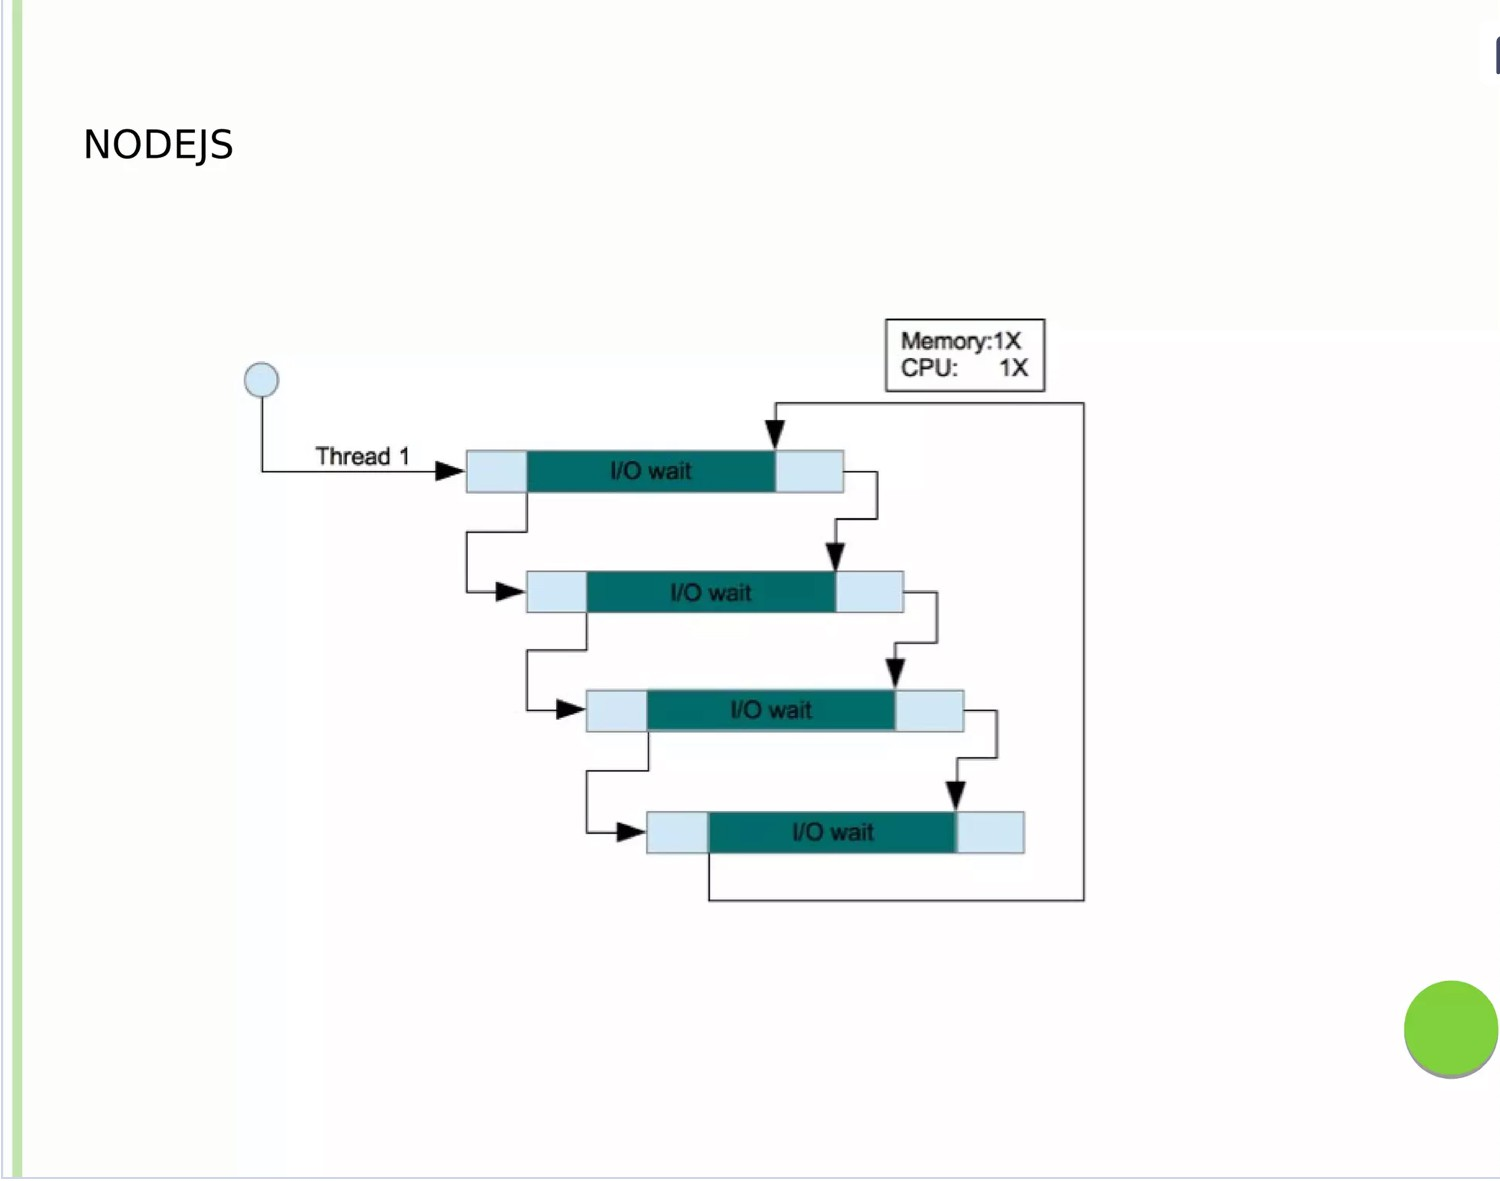 NODEJS
Memory:1X
CPU: 1X
Thread 1
I/O wait
I/O wait
I/O wait
I/O wait